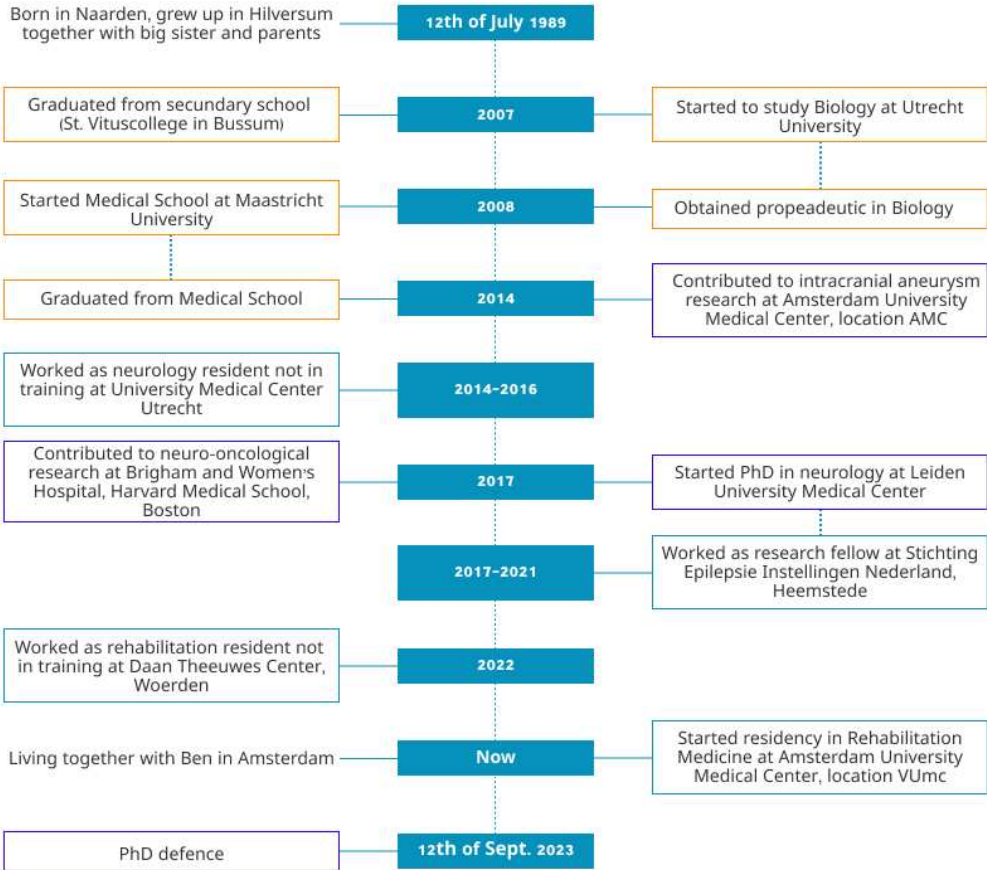 Born in Naarden, grew up in Hilversum
together with big sister and parents
12th of July 1989
Graduated from secundary school
(St. Vituscollege in Bussum)
2007
Started to study Biology at Utrecht
University
Started Medical School at Maastricht
University
2008
Obtained propeadeutic in Biology
Graduated from Medical School
2014
Contributed to intracranial aneurysm
research at Amsterdam University
Medical Center, location AMC
Worked as neurology resident not in
training at University Medical Center
Utrecht
2014-2016
Contributed to neuro-oncological
research at Brigham and Women's
Hospital, Harvard Medical School,
Boston
2017
Started PhD in neurology at Leiden
University Medical Center
2017-2021
Worked as research fellow at Stichting
Epilepsie Instellingen Nederland,
Heemstede
Worked as rehabilitation resident not
in training at Daan Theeuwes Center,
Woerden
2022
Living together with Ben in Amsterdam
Now
Started residency in Rehabilitation
Medicine at Amsterdam University
Medical Center, location VUmc
PhD defence
12th of Sept. 2023